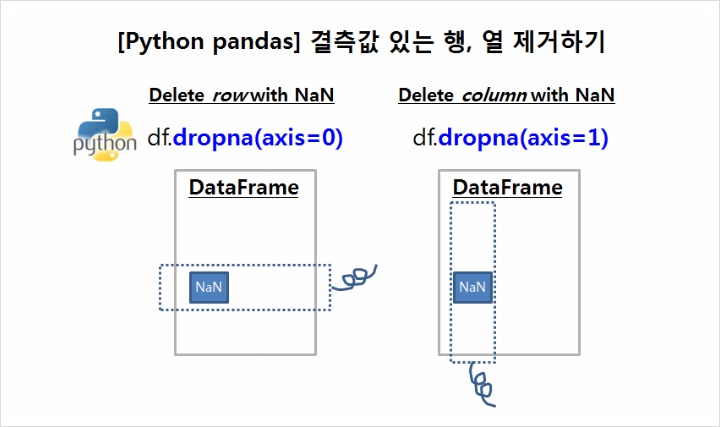 [Python pandas] 결측값 있는 행, 열 제거하기
Delete row with NaN
Delete column with NaN
python
df.dropna(axis=0)
df.dropna(axis=1)
DataFrame
DataFrame
NaN
NaN